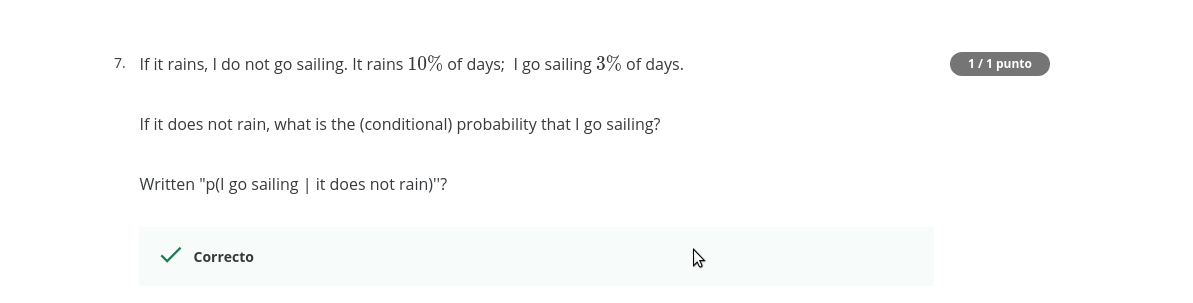 7. If it rains, I do not go sailing. It rains 10% of days;  I go sailing 3% of days.
1 / 1 punto
If it does not rain, what is the (conditional) probability that I go sailing?
Written "p(I go sailing | it does not rain)''?
Correcto